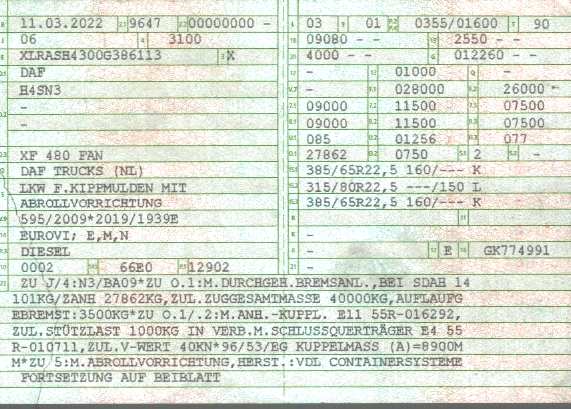 11.03.2022 9647 00000000 -
06 3100
XLRASH4300G386113 X
DAF
H4SN3
-
-
XF 480 FAN
DAF TRUCKS (NL)
LKW F.KIPPMULDEN MIT
ABROLLVORRICHTUNG
595/2009*2019/1939E
EUROVI; E,M,N
DIESEL
0002 66E0 12902
03 01 0355/01600 90
09080 - - 2550 - -
4000 - - 012260 - -
- 01000 -
- 028000 26000 -
09000 11500 07500
09000 11500 07500
085 01256 077
27862 0750 2 -
385/65R22,5 160/--- K
315/80R22,5 ---/150 L
385/65R22,5 160/--- K
-
-
- E GK774991
-
ZU J/4:N3/BA09*ZU O.1:M.DURCHGEH.BREMSANL.,BEI SDAH 14
101KG/ZANH 27862KG,ZUL.ZUGGESAMTMASSE 40000KG,AUFLAUFG
EBREMST:3500KG*ZU O.1/.2:M.ANH.-KUPPL. E11 55R-016292,
ZUL.STÜTZLAST 1000KG IN VERB.M.SCHLUSSQUERTRÄGER E4 55
R-010711,ZUL.V-WERT 40KN*96/53/EG KUPPELMASS (A)=8900M
M*ZU 5:M.ABROLLVORRICHTUNG,HERST.:VDL CONTAINERSYSTEME
FORTSETZUNG AUF BEIBLATT